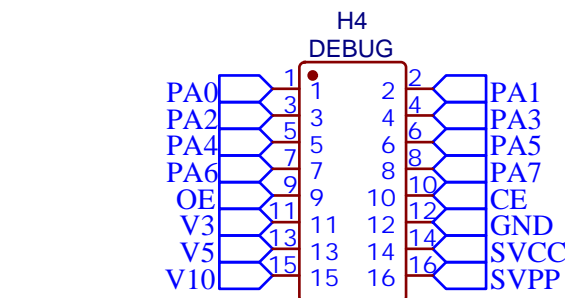 H4
DEBUG
PA0 1 1 2 2 PA1
PA2 3 3 4 4 PA3
PA4 5 5 6 6 PA5
PA6 7 7 8 8 PA7
OE 9 9 10 10 CE
V3 11 11 12 12 GND
V5 13 13 14 14 SVCC
V10 15 15 16 16 SVPP